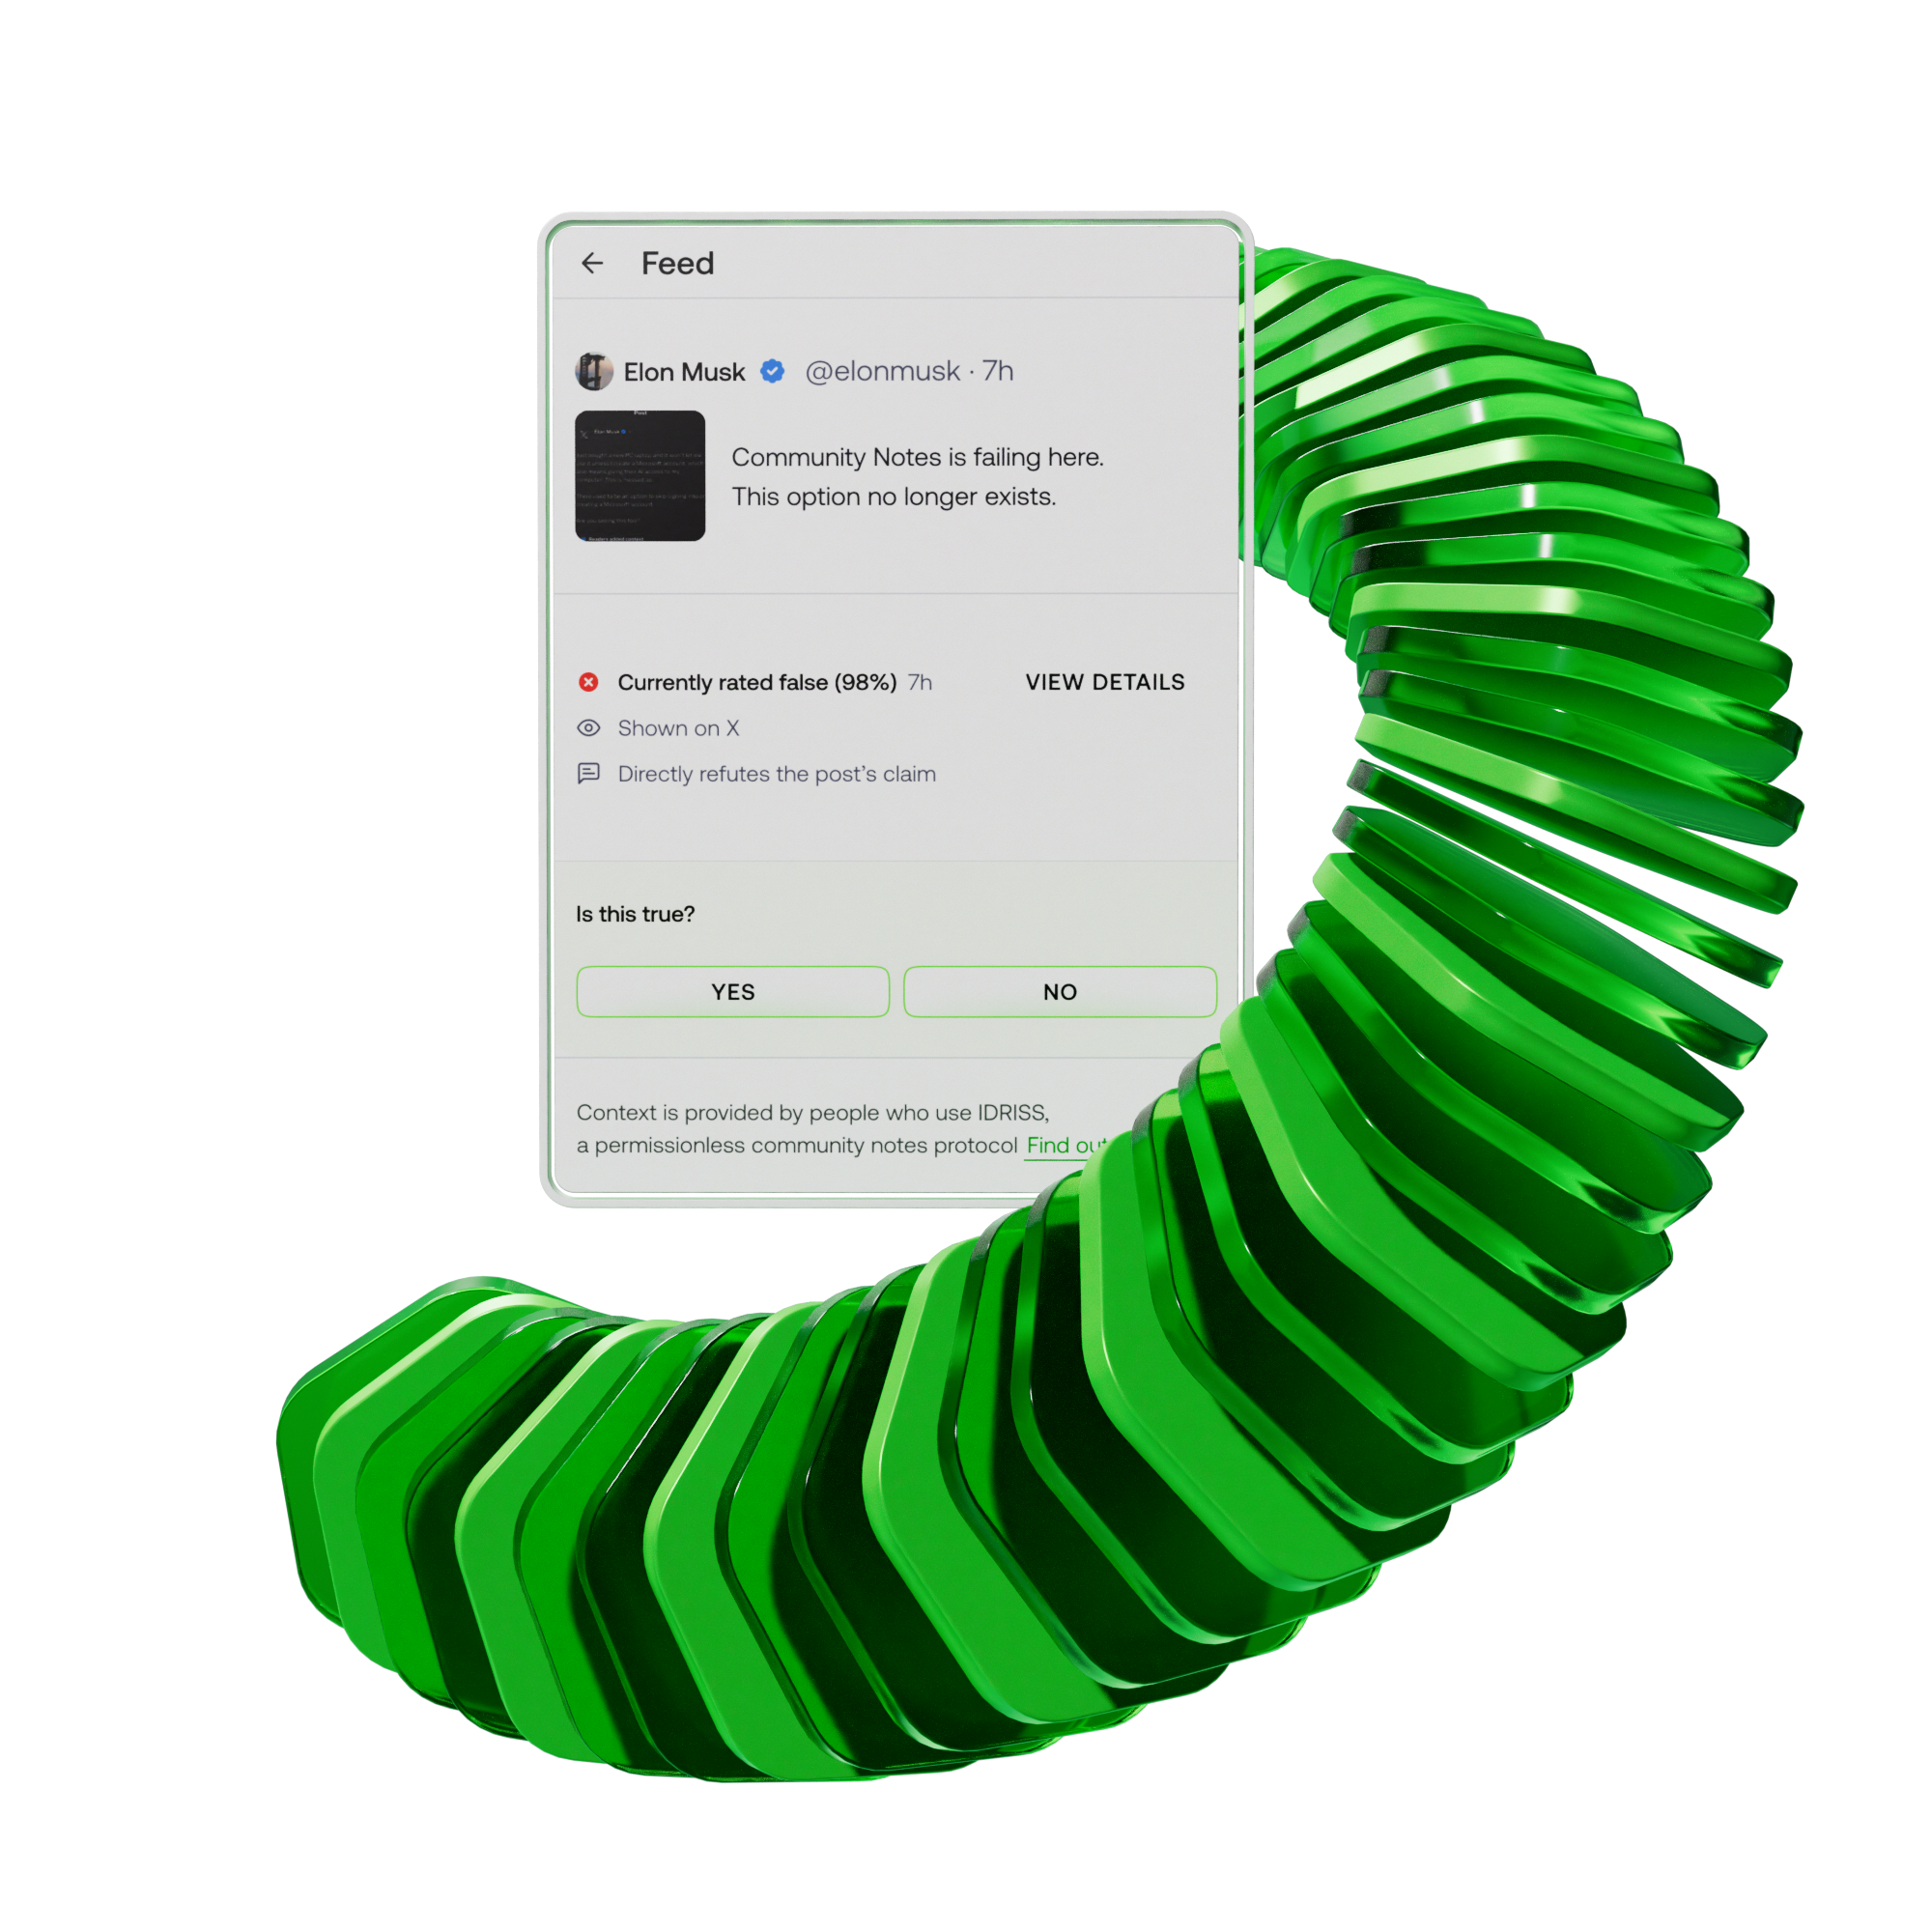 Feed
Elon Musk @elonmusk · 7h
Community Notes is failing here.
This option no longer exists.
Currently rated false (98%) 7h VIEW DETAILS
Shown on X
Directly refutes the post's claim
Is this true?
YES NO
Context is provided by people who use IDRISS,
a permissionless community notes protocol Find out